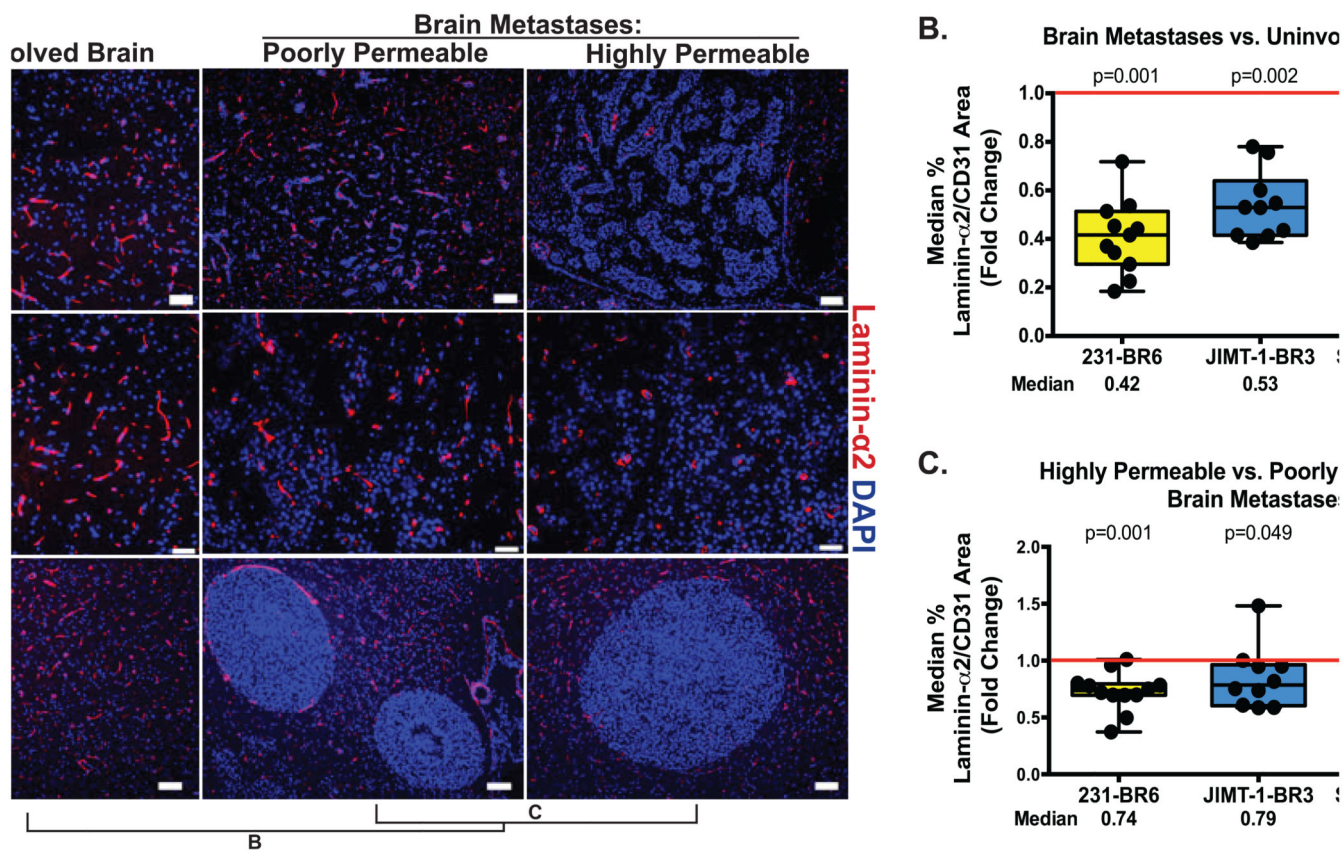 Brain Metastases:
olved Brain Poorly Permeable Highly Permeable
Laminin-α2 DAPI
C
B
B.
Brain Metastases vs. Uninvo
p=0.001 p=0.002
Median %
Laminin-α2/CD31 Area
(Fold Change)
1.0
0.8
0.6
0.4
0.2
0.0
231-BR6 JIMT-1-BR3
Median 0.42 0.53
C.
Highly Permeable vs. Poorly
Brain Metastases
p=0.001 p=0.049
Median %
Laminin-α2/CD31 Area
(Fold Change)
2.0
1.5
1.0
0.5
0.0
231-BR6 JIMT-1-BR3
Median 0.74 0.79